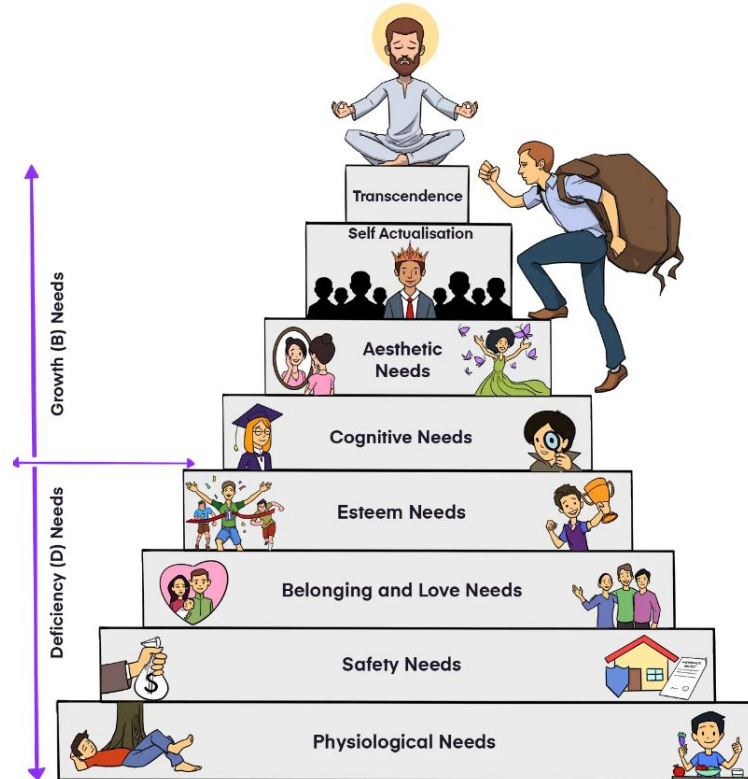 Transcendence
Self Actualisation
Aesthetic
Needs
Cognitive Needs
Esteem Needs
Belonging and Love Needs
$
Safety Needs
Physiological Needs
Growth (B) Needs
Deficiency (D) Needs